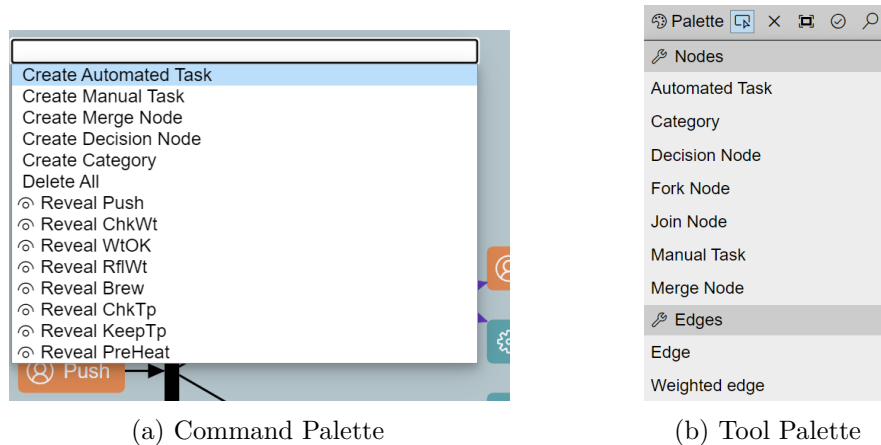 Create Automated Task
Create Manual Task
Create Merge Node
Create Decision Node
Create Category
Delete All
Reveal Push
Reveal ChkWt
Reveal WtOK
Reveal RflWt
Reveal Brew
Reveal ChkTp
Reveal KeepTp
Reveal PreHeat
Push
(a) Command Palette
Palette
Nodes
Automated Task
Category
Decision Node
Fork Node
Join Node
Manual Task
Merge Node
Edges
Edge
Weighted edge
(b) Tool Palette